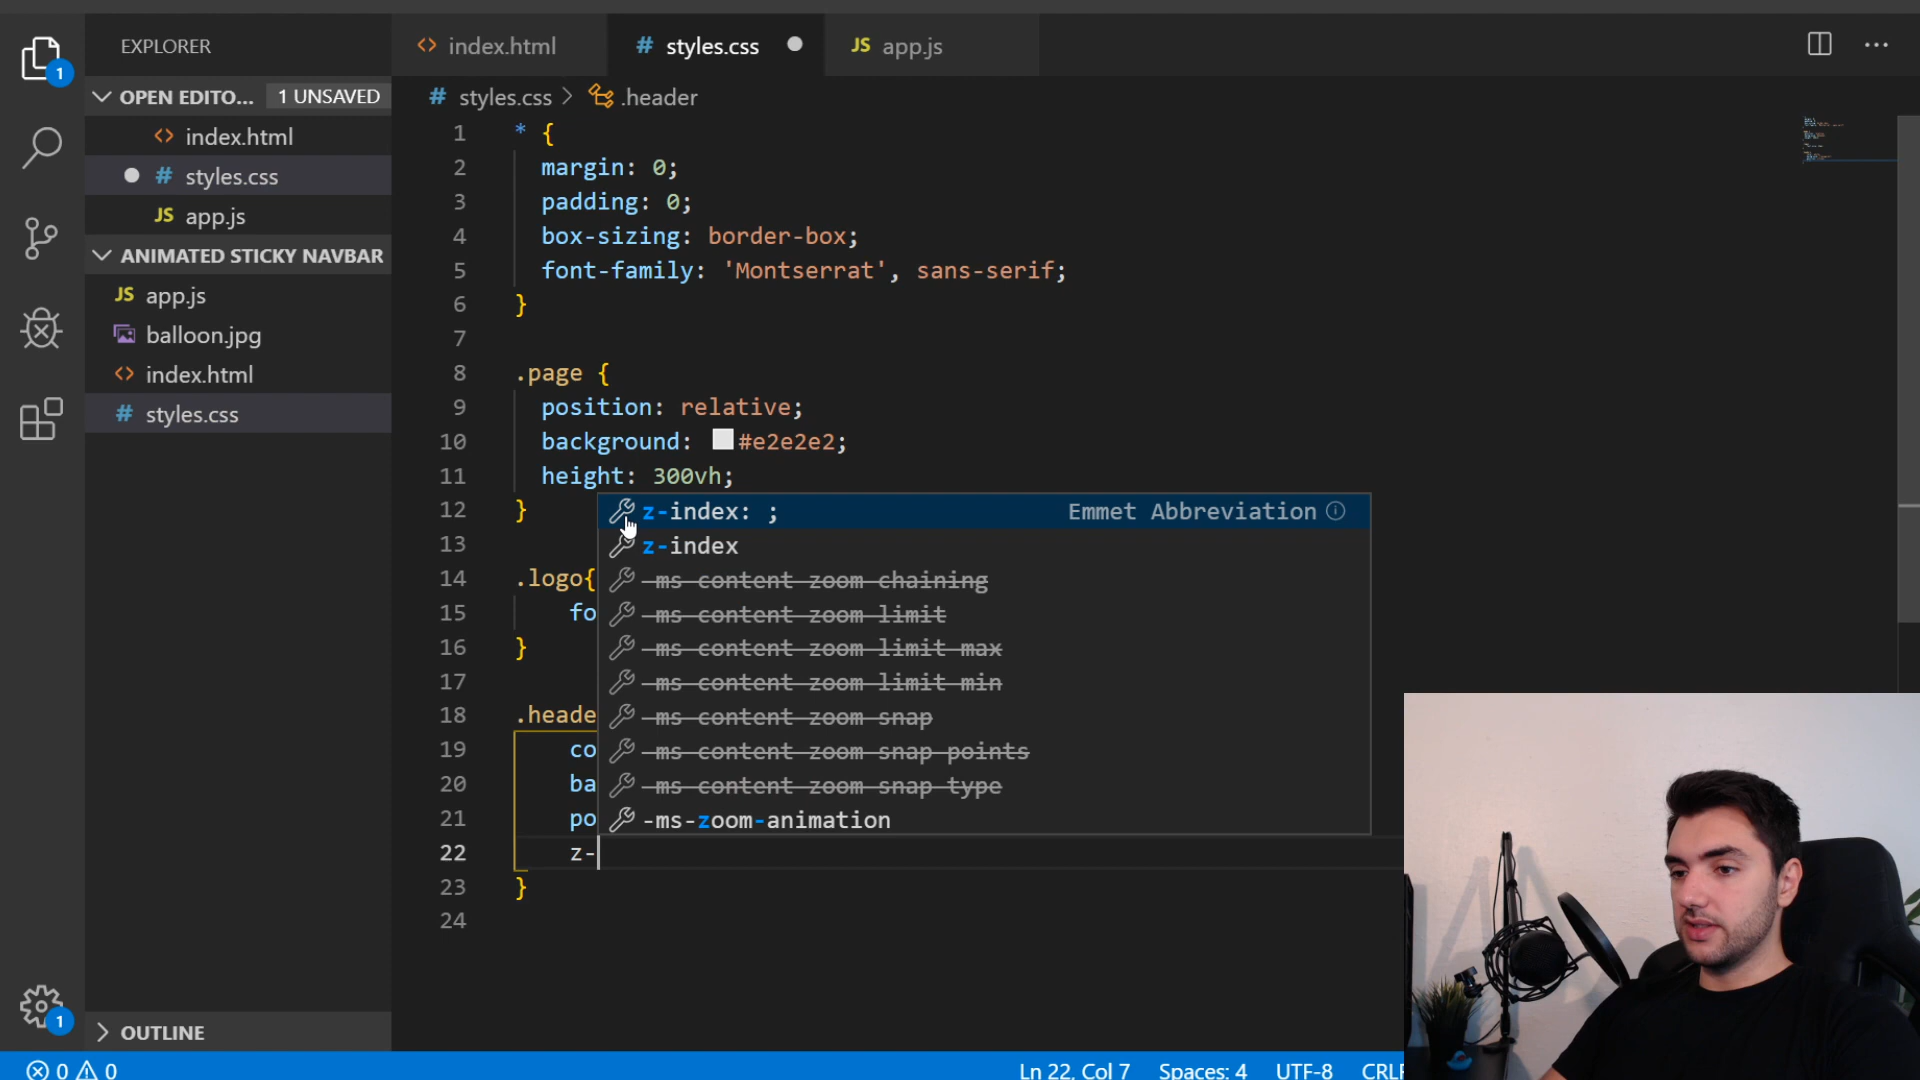 EXPLORER
<> index.html
# styles.css
JS app.js
1
OPEN EDITO...
1 UNSAVED
# styles.css > .header
<> index.html
# styles.css
JS app.js
ANIMATED STICKY NAVBAR
JS app.js
balloon.jpg
<> index.html
# styles.css
1 * {
2 margin: 0;
3 padding: 0;
4 box-sizing: border-box;
5 font-family: 'Montserrat', sans-serif;
6 }
7
8 .page {
9 position: relative;
10 background: #e2e2e2;
11 height: 300vh;
12 }
13
14 .logo{
15 fo
16 }
17
18 .heade
19 co
20 ba
21 po
22 z-
23 }
24
z-index: ; Emmet Abbreviation
z-index
-ms-content-zoom-chaining
-ms-content-zoom-limit
-ms-content-zoom-limit-max
-ms-content-zoom-limit-min
-ms-content-zoom-snap
-ms-content-zoom-snap-points
-ms-content-zoom-snap-type
-ms-zoom-animation
1
OUTLINE
0 0
Ln 22, Col 7 Spaces: 4 UTF-8 CRLF